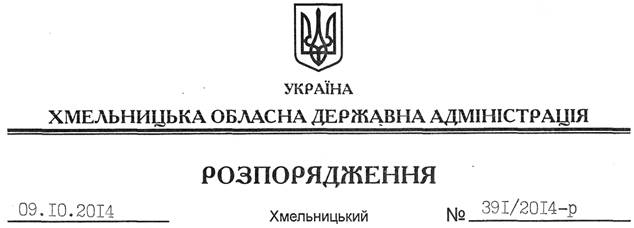 УКРАЇНА
ХМЕЛЬНИЦЬКА ОБЛАСНА ДЕРЖАВНА АДМІНІСТРАЦІЯ
РОЗПОРЯДЖЕННЯ
09.10.2014 Хмельницький № 391/2014-р